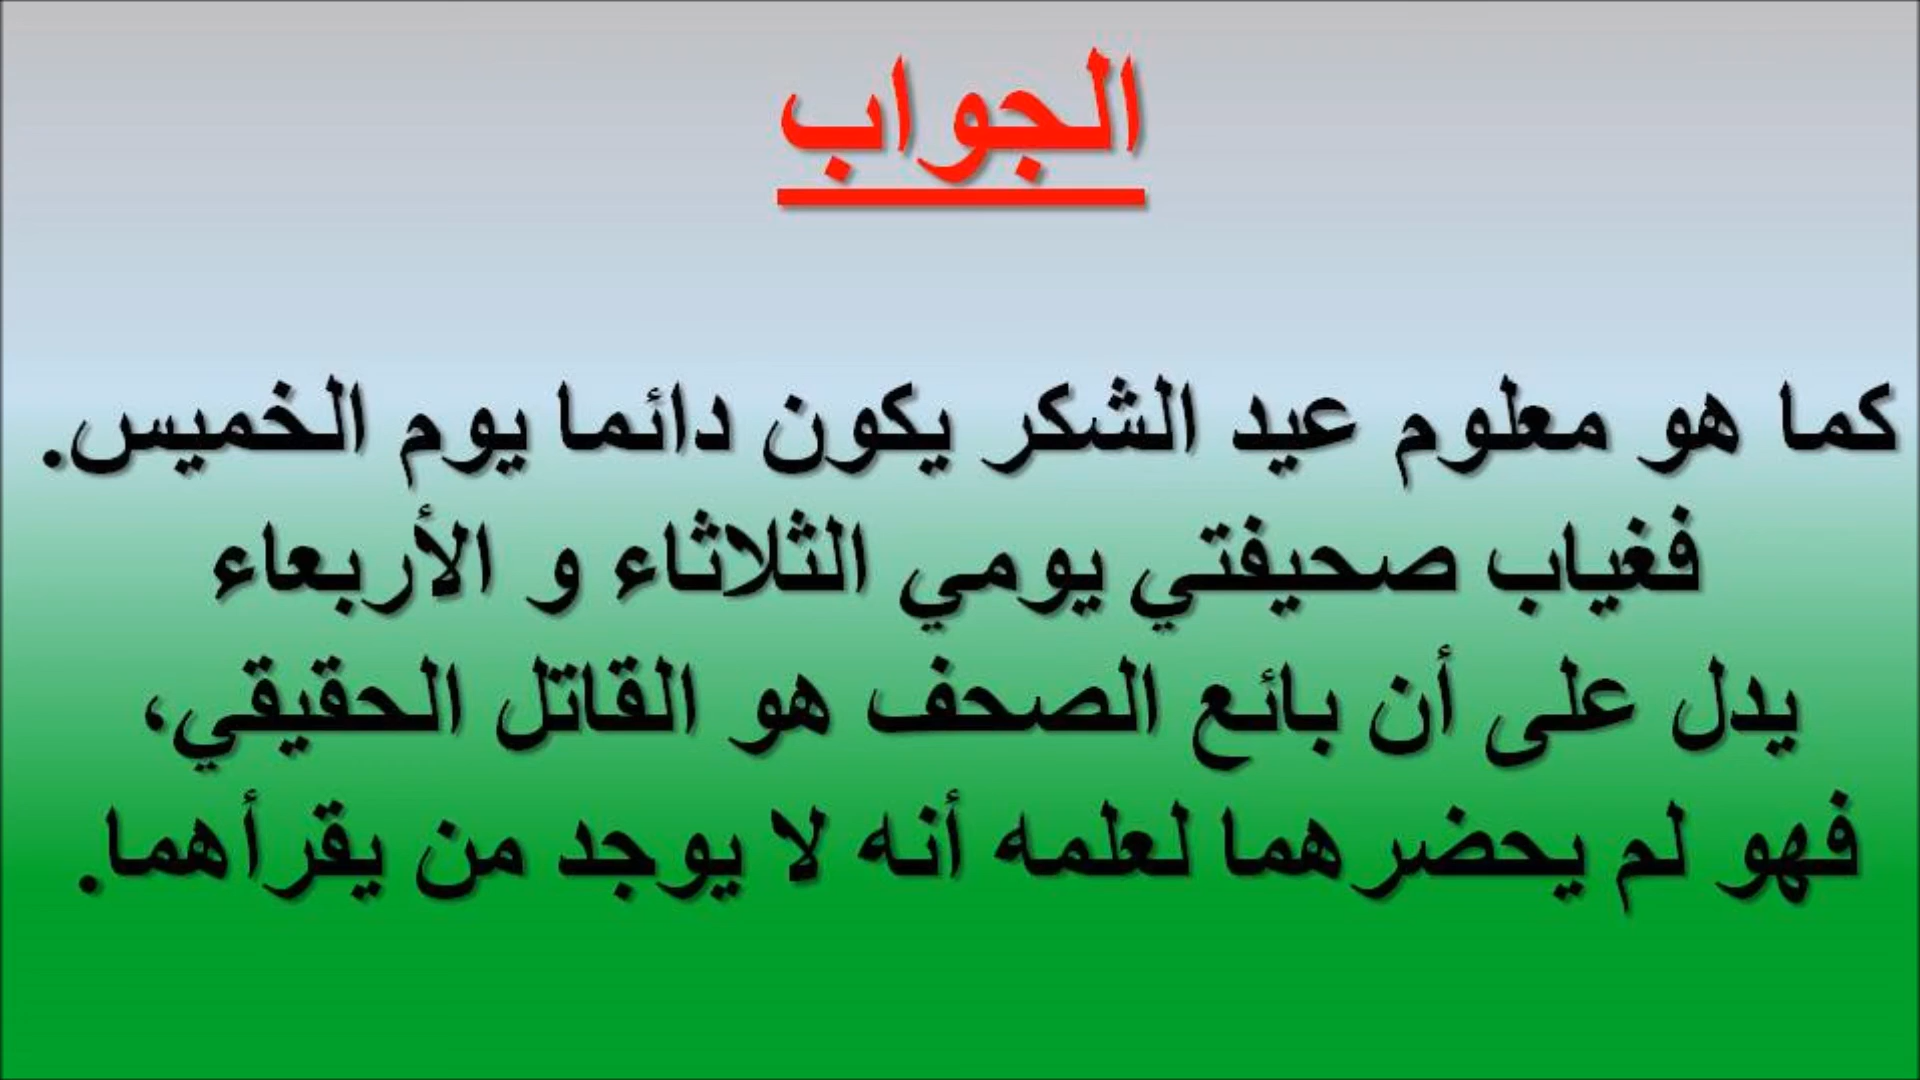 الجواب
كما هو معلوم عيد الشكر يكون دائما يوم الخميس.
فغياب صحيفتي يومي الثلاثاء و الأربعاء
يدل على أن بائع الصحف هو القاتل الحقيقي،
فهو لم يحضرهما لعلمه أنه لا يوجد من يقرأهما.